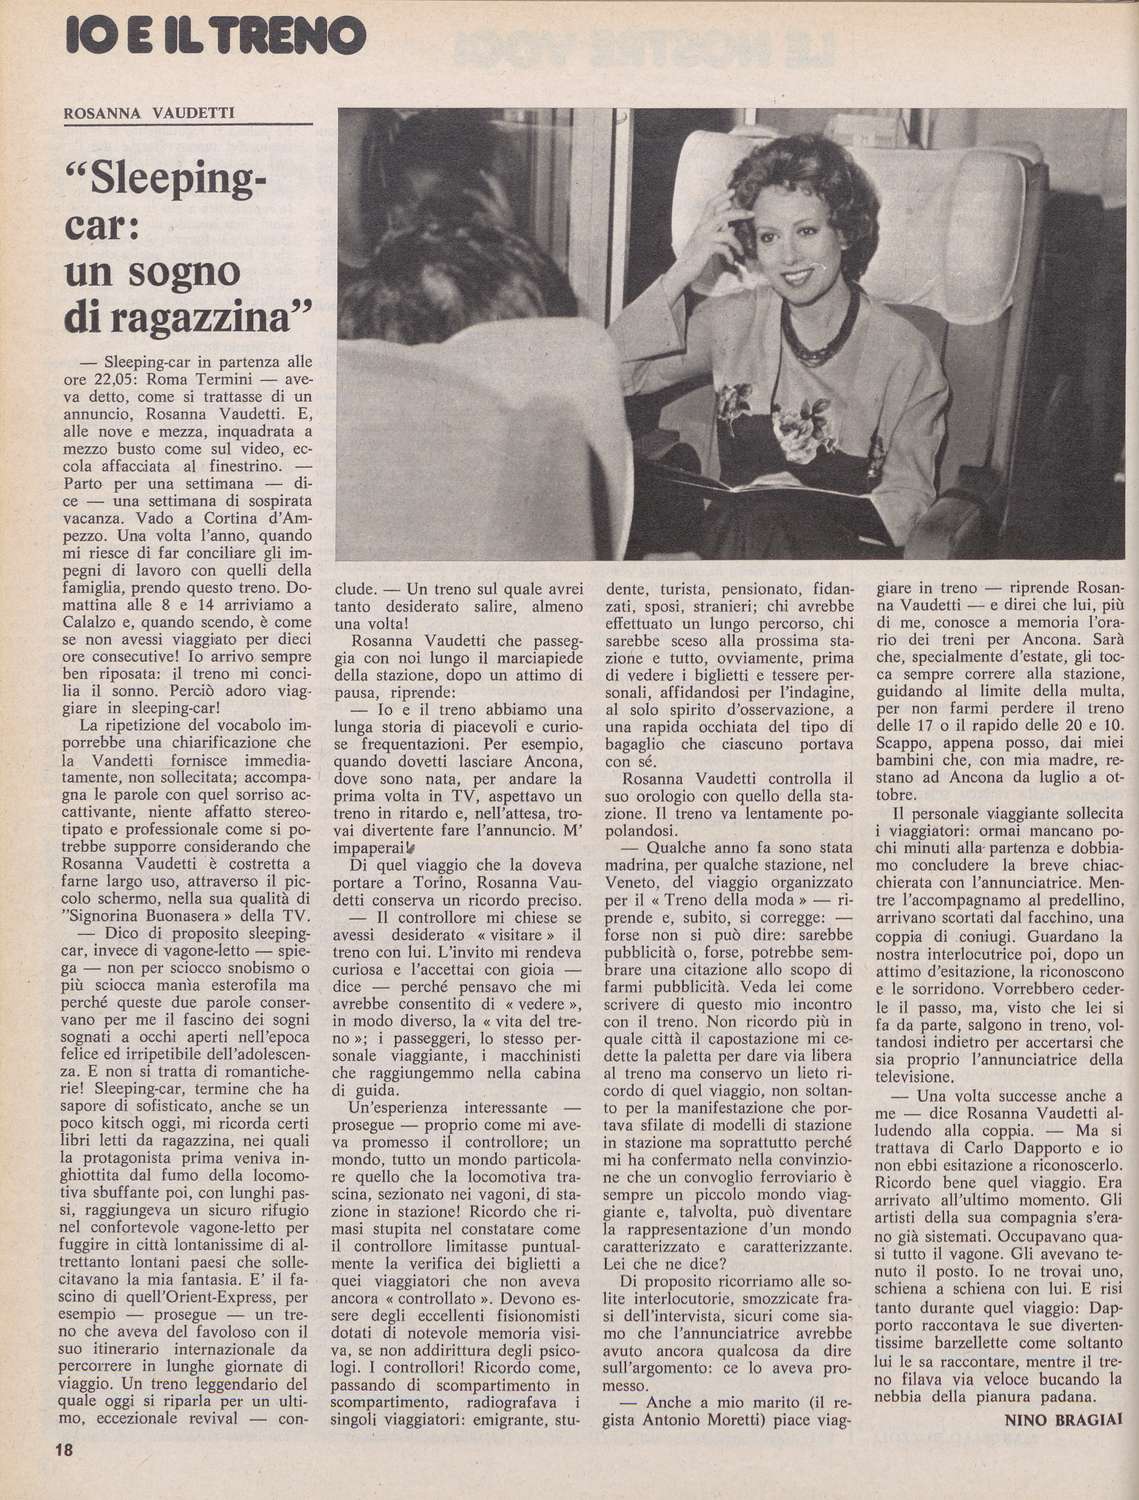 IO E IL TRENO
ROSANNA VAUDETTI
“Sleeping-
car:
un sogno
di ragazzina”
— Sleeping-car in partenza alle
ore 22,05: Roma Termini — ave-
va detto, come si trattasse di un
annuncio, Rosanna Vaudetti. E,
alle nove e mezza, inquadrata a
mezzo busto come sul video, ec-
cola affacciata al finestrino. —
Parto per una settimana — di-
ce — una settimana di sospirata
vacanza. Vado a Cortina d'Am-
pezzo. Una volta l'anno, quando
mi riesce di far conciliare gli im-
pegni di lavoro con quelli della
famiglia, prendo questo treno. Do-
mattina alle 8 e 14 arriviamo a
Calalzo e, quando scendo, è come
se non avessi viaggiato per dieci
ore consecutive! Io arrivo sempre
ben riposata: il treno mi conci-
lia il sonno. Perciò adoro viag-
giare in sleeping-car!
La ripetizione del vocabolo im-
porrebbe una chiarificazione che
la Vandetti fornisce immedia-
tamente, non sollecitata; accompa-
gna le parole con quel sorriso ac-
cattivante, niente affatto stereo-
tipato e professionale come si po-
trebbe supporre considerando che
Rosanna Vaudetti è costretta a
farne largo uso, attraverso il pic-
colo schermo, nella sua qualità di
"Signorina Buonasera » della TV.
— Dico di proposito sleeping-
car, invece di vagone-letto — spie-
ga — non per sciocco snobismo o
più sciocca manìa esterofila ma
perché queste due parole conser-
vano per me il fascino dei sogni
sognati a occhi aperti nell'epoca
felice ed irripetibile dell'adolescen-
za. E non si tratta di romantiche-
rie! Sleeping-car, termine che ha
sapore di sofisticato, anche se un
poco kitsch oggi, mi ricorda certi
libri letti da ragazzina, nei quali
la protagonista prima veniva in-
ghiottita dal fumo della locomo-
tiva sbuffante poi, con lunghi pas-
si, raggiungeva un sicuro rifugio
nel confortevole vagone-letto per
fuggire in città lontanissime di al-
trettanto lontani paesi che solle-
citavano la mia fantasia. E' il fa-
scino di quell'Orient-Express, per
esempio — prosegue — un tre-
no che aveva del favoloso con il
suo itinerario internazionale da
percorrere in lunghe giornate di
viaggio. Un treno leggendario del
quale oggi si riparla per un ulti-
mo, eccezionale revival — con-
clude. — Un treno sul quale avrei
tanto desiderato salire, almeno
una volta!
Rosanna Vaudetti che passeg-
gia con noi lungo il marciapiede
della stazione, dopo un attimo di
pausa, riprende:
— Io e il treno abbiamo una
lunga storia di piacevoli e curio-
se frequentazioni. Per esempio,
quando dovetti lasciare Ancona,
dove sono nata, per andare la
prima volta in TV, aspettavo un
treno in ritardo e, nell'attesa, tro-
vai divertente fare l'annuncio. M'
impaperai!
Di quel viaggio che la doveva
portare a Torino, Rosanna Vau-
detti conserva un ricordo preciso.
— Il controllore mi chiese se
avessi desiderato « visitare » il
treno con lui. L'invito mi rendeva
curiosa e l'accettai con gioia —
dice — perché pensavo che mi
avrebbe consentito di « vedere »,
in modo diverso, la « vita del tre-
no »; i passeggeri, lo stesso per-
sonale viaggiante, i macchinisti
che raggiungemmo nella cabina
di guida.
Un'esperienza interessante —
prosegue — proprio come mi ave-
va promesso il controllore; un
mondo, tutto un mondo particola-
re quello che la locomotiva tra-
scina, sezionato nei vagoni, di sta-
zione in stazione! Ricordo che ri-
masi stupita nel constatare come
il controllore limitasse puntual-
mente la verifica dei biglietti a
quei viaggiatori che non aveva
ancora « controllato ». Devono es-
sere degli eccellenti fisionomisti
dotati di notevole memoria visi-
va, se non addirittura degli psico-
logi. I controllori! Ricordo come,
passando di scompartimento in
scompartimento, radiografava i
singoli viaggiatori: emigrante, stu-
dente, turista, pensionato, fidan-
zati, sposi, stranieri; chi avrebbe
effettuato un lungo percorso, chi
sarebbe sceso alla prossima sta-
zione e tutto, ovviamente, prima
di vedere i biglietti e tessere per-
sonali, affidandosi per l'indagine,
al solo spirito d'osservazione, a
una rapida occhiata del tipo di
bagaglio che ciascuno portava
con sé.
Rosanna Vaudetti controlla il
suo orologio con quello della sta-
zione. Il treno va lentamente po-
polandosi.
— Qualche anno fa sono stata
madrina, per qualche stazione, nel
Veneto, del viaggio organizzato
per il « Treno della moda » — ri-
prende e, subito, si corregge: —
forse non si può dire: sarebbe
pubblicità o, forse, potrebbe sem-
brare una citazione allo scopo di
farmi pubblicità. Veda lei come
scrivere di questo mio incontro
con il treno. Non ricordo più in
quale città il capostazione mi ce-
dette la paletta per dare via libera
al treno ma conservo un lieto ri-
cordo di quel viaggio, non soltan-
to per la manifestazione che por-
tava sfilate di modelli di stazione
in stazione ma soprattutto perché
mi ha confermato nella convinzio-
ne che un convoglio ferroviario è
sempre un piccolo mondo viag-
giante e, talvolta, può diventare
la rappresentazione d'un mondo
caratterizzato e caratterizzante.
Lei che ne dice?
Di proposito ricorriamo alle so-
lite interlocutorie, smozzicate fra-
si dell'intervista, sicuri come sia-
mo che l'annunciatrice avrebbe
avuto ancora qualcosa da dire
sull'argomento: ce lo aveva pro-
messo.
— Anche a mio marito (il re-
gista Antonio Moretti) piace viag-
giare in treno — riprende Rosan-
na Vaudetti — e direi che lui, più
di me, conosce a memoria l'ora-
rio dei treni per Ancona. Sarà
che, specialmente d'estate, gli toc-
ca sempre correre alla stazione,
guidando al limite della multa,
per non farmi perdere il treno
delle 17 o il rapido delle 20 e 10.
Scappo, appena posso, dai miei
bambini che, con mia madre, re-
stano ad Ancona da luglio a ot-
tobre.
Il personale viaggiante sollecita
i viaggiatori: ormai mancano po-
chi minuti alla partenza e dobbia-
mo concludere la breve chiac-
chierata con l'annunciatrice. Men-
tre l'accompagnamo al predellino,
arrivano scortati dal facchino, una
coppia di coniugi. Guardano la
nostra interlocutrice poi, dopo un
attimo d'esitazione, la riconoscono
e le sorridono. Vorrebbero ceder-
le il passo, ma, visto che lei si
fa da parte, salgono in treno, vol-
tandosi indietro per accertarsi che
sia proprio l'annunciatrice della
televisione.
— Una volta successe anche a
me — dice Rosanna Vaudetti al-
ludendo alla coppia. — Ma si
trattava di Carlo Dapporto e io
non ebbi esitazione a riconoscerlo.
Ricordo bene quel viaggio. Era
arrivato all'ultimo momento. Gli
artisti della sua compagnia s'era-
no già sistemati. Occupavano qua-
si tutto il vagone. Gli avevano te-
nuto il posto. Io ne trovai uno,
schiena a schiena con lui. E risi
tanto durante quel viaggio: Dap-
porto raccontava le sue diverten-
tissime barzellette come soltanto
lui le sa raccontare, mentre il tre-
no filava via veloce bucando la
nebbia della pianura padana.
NINO BRAGIAI
18